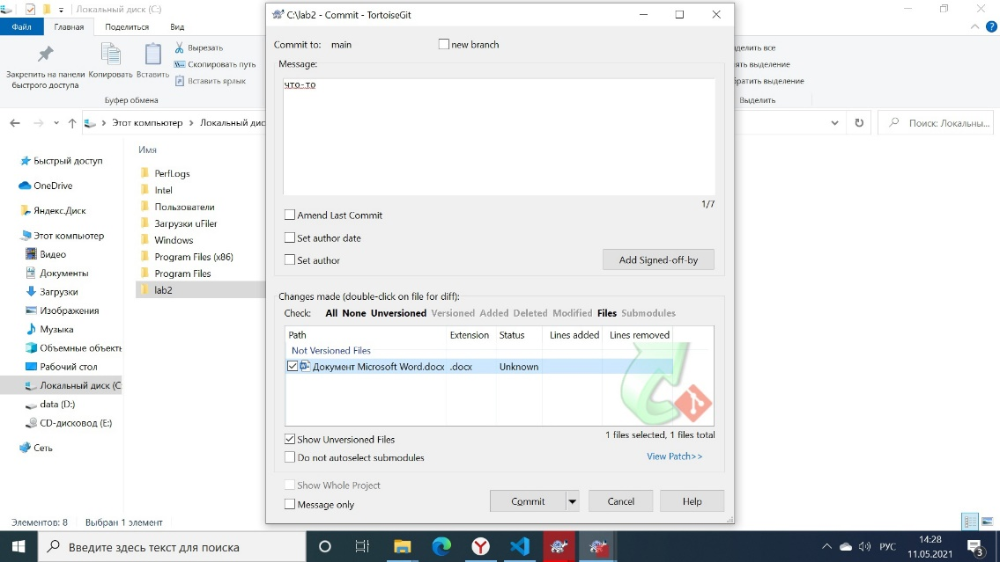 Локальный диск (C:)
Файл Главная Поделиться Вид
Закрепить на панели быстрого доступа
Копировать
Вставить
Вырезать
Скопировать путь
Вставить ярлык
Буфер обмена
Выделить
Этот компьютер > Локальный дис
Поиск: Локальны...
Быстрый доступ
OneDrive
Яндекс.Диск
Этот компьютер
Видео
Документы
Загрузки
Изображения
Музыка
Объемные объекть
Рабочий стол
Локальный диск (C
data (D:)
CD-дисковод (E:)
Сеть
Имя
PerfLogs
Intel
Пользователи
Загрузки uFiler
Windows
Program Files (x86)
Program Files
lab2
Элементов: 8 Выбран 1 элемент
C:\lab2 - Commit - TortoiseGit
Commit to: main new branch
Message:
что-то
1/7
Amend Last Commit
Set author date
Set author
Add Signed-off-by
Changes made (double-click on file for diff):
Check: All None Unversioned Versioned Added Deleted Modified Files Submodules
Path Extension Status Lines added Lines removed
Not Versioned Files
Документ Microsoft Word.docx .docx Unknown
Show Unversioned Files
1 files selected, 1 files total
Do not autoselect submodules
View Patch>>
Show Whole Project
Message only
Commit Cancel Help
Введите здесь текст для поиска
РУС
14:28
11.05.2021
3